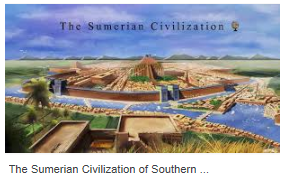 The Sumerian Civilization
The Sumerian Civilization of Southern ...